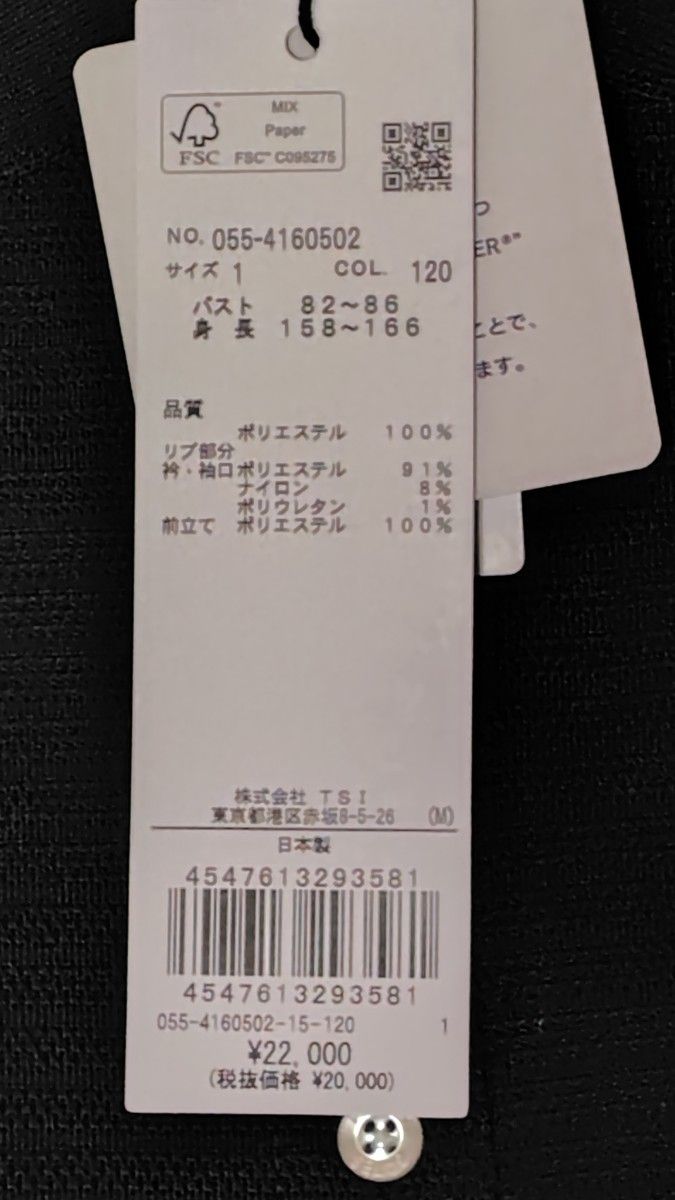 MIX
Paper
FSC FSC™ C095275
NO. 055-4160502
サイズ 1 COL. 120
バスト 82～86
身長 158～166
品質
ポリエステル 100%
リブ部分
衿・袖口ポリエステル 91%
ナイロン 8%
ポリウレタン 1%
前立て ポリエステル 100%
株式会社 TSI
東京都港区赤坂8-5-26 (M)
日本製
4547613293581
4547613293581
055-4160502-15-120 1
¥22,000
(税抜価格 ¥20,000)
つ
ER®"
ことで、
ます。